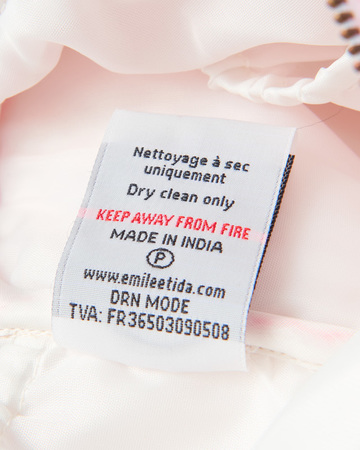 Nettoyage à sec
uniquement
Dry clean only
KEEP AWAY FROM FIRE
MADE IN INDIA
P
www.emileetida.com
DRN MODE
TVA: FR36503090508